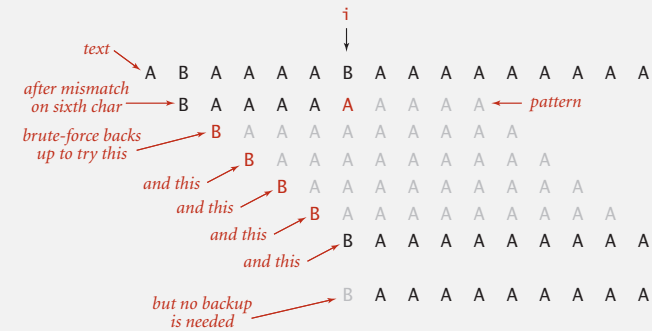 i
text
A B A A A A B A A A A A A A A A
after mismatch
on sixth char
B A A A A A A A A A
pattern
brute-force backs
up to try this
B A A A A A A A A A
and this
B A A A A A A A A A
and this
B A A A A A A A A A
and this
B A A A A A A A A A
and this
B A A A A A A A A A
but no backup
is needed
B A A A A A A A A A